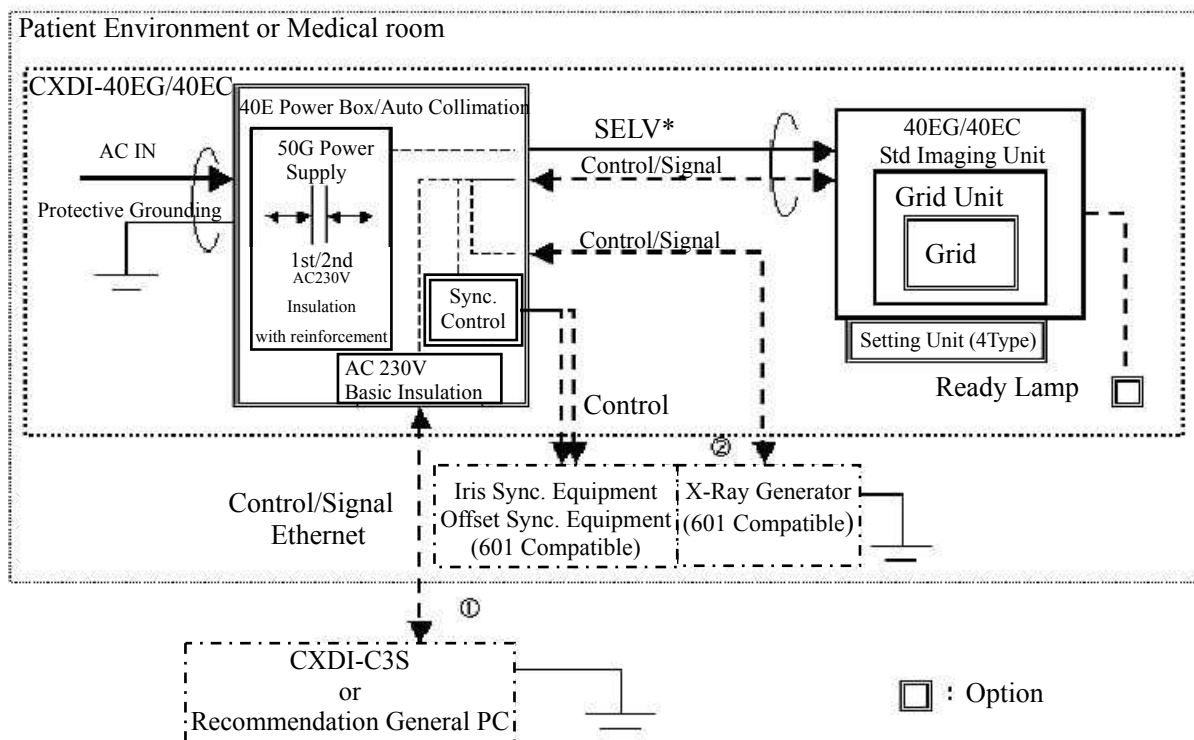 Patient Environment or Medical room
CXDI-40EG/40EC
40E Power Box/Auto Collimation
AC IN
Protective Grounding
50G Power
Supply
1st/2nd
AC230V
Insulation
with reinforcement
Sync.
Control
AC 230V
Basic Insulation
SELV*
Control/Signal
Control/Signal
40EG/40EC
Std Imaging Unit
Grid Unit
Grid
Setting Unit (4Type)
Ready Lamp
Control
②
Control/Signal
Ethernet
Iris Sync. Equipment
Offset Sync. Equipment
(601 Compatible)
X-Ray Generator
(601 Compatible)
①
CXDI-C3S
or
Recommendation General PC
: Option